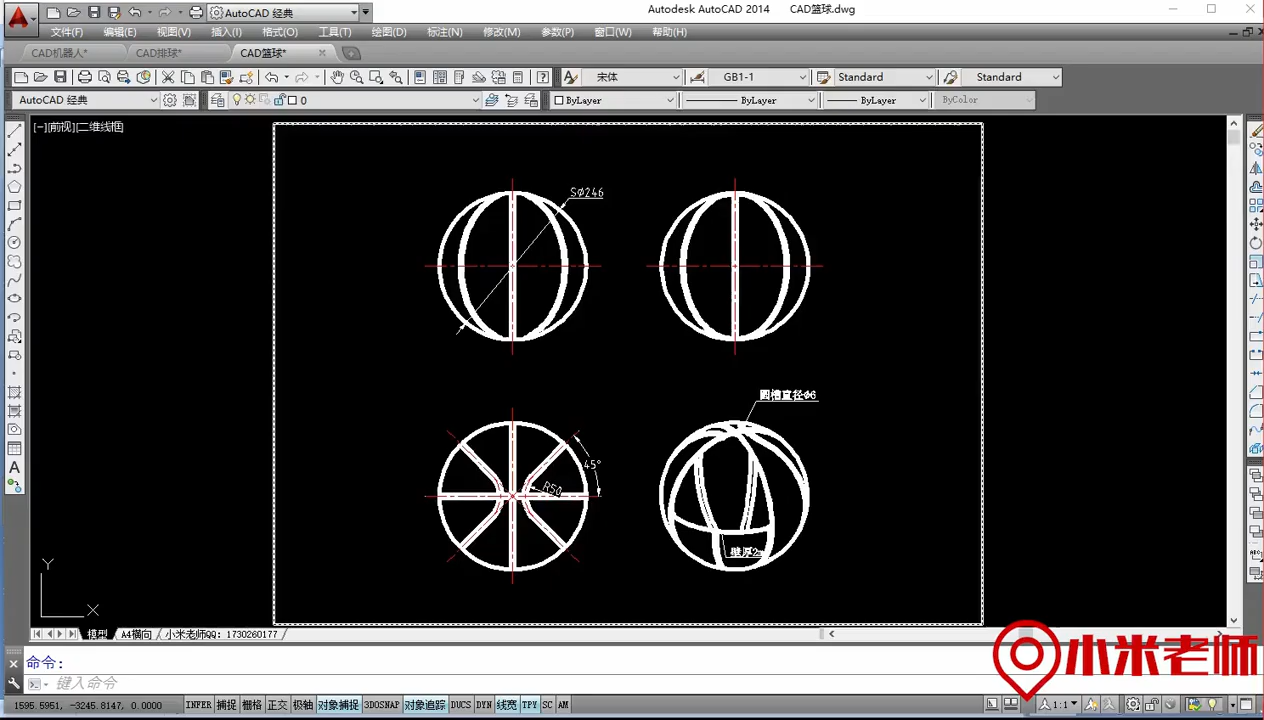 AutoCAD 经典
Autodesk AutoCAD 2014 CAD篮球.dwg
文件(F) 编辑(E) 视图(V) 插入(I) 格式(O) 工具(T) 绘图(D) 标注(N) 修改(M) 参数(P) 窗口(W) 帮助(H)
CAD机器人* CAD排球* CAD篮球*
宋体 GB1-1 Standard Standard
AutoCAD 经典 0 ByLayer ByLayer ByLayer ByColor
[-][前视][二维线框]
SØ246
圆槽直径Ø6
45°
R50
壁厚2
Y
X
模型 A4横向 小米老师QQ: 1730260177
命令:
键入命令
小米老师
1595.5951, -3245.8147, 0.0000 INFER 捕捉 栅格 正交 极轴 对象捕捉 3DOSNAP 对象追踪 DUCS DYN 线宽 TPY SC AM 1:1